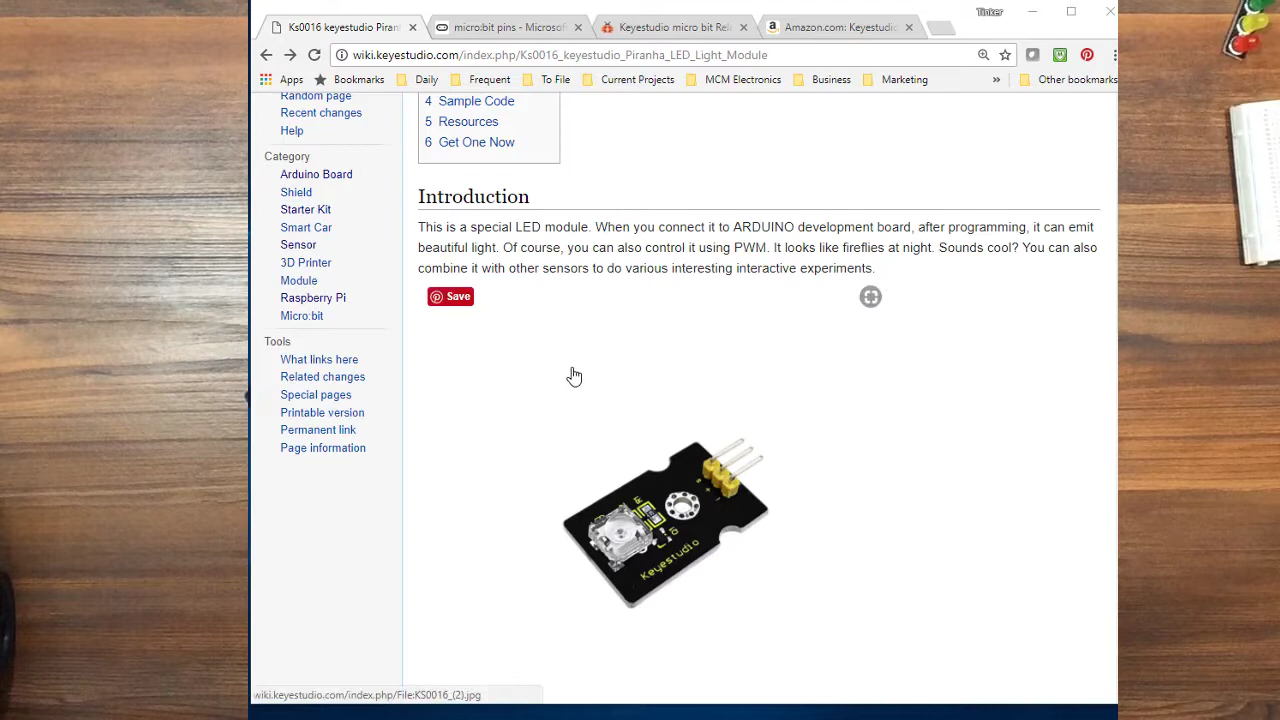 Tinker
Ks0016 keyestudio Piran
micro:bit pins - Microsof
Keyestudio micro bit Rel
Amazon.com: Keyestudio
wiki.keyestudio.com/index.php/Ks0016_keyestudio_Piranha_LED_Light_Module
Apps
Bookmarks
Daily
Frequent
To File
Current Projects
MCM Electronics
Business
Marketing
»
Other bookmarks
Random page
Recent changes
Help
Category
Arduino Board
Shield
Starter Kit
Smart Car
Sensor
3D Printer
Module
Raspberry Pi
Micro:bit
Tools
What links here
Related changes
Special pages
Printable version
Permanent link
Page information
4 Sample Code
5 Resources
6 Get One Now
Introduction
This is a special LED module. When you connect it to ARDUINO development board, after programming, it can emit
beautiful light. Of course, you can also control it using PWM. It looks like fireflies at night. Sounds cool? You can also
combine it with other sensors to do various interesting interactive experiments.
Save
S
+
-
Keyestudio
wiki.keyestudio.com/index.php/File:KS0016_(2).jpg